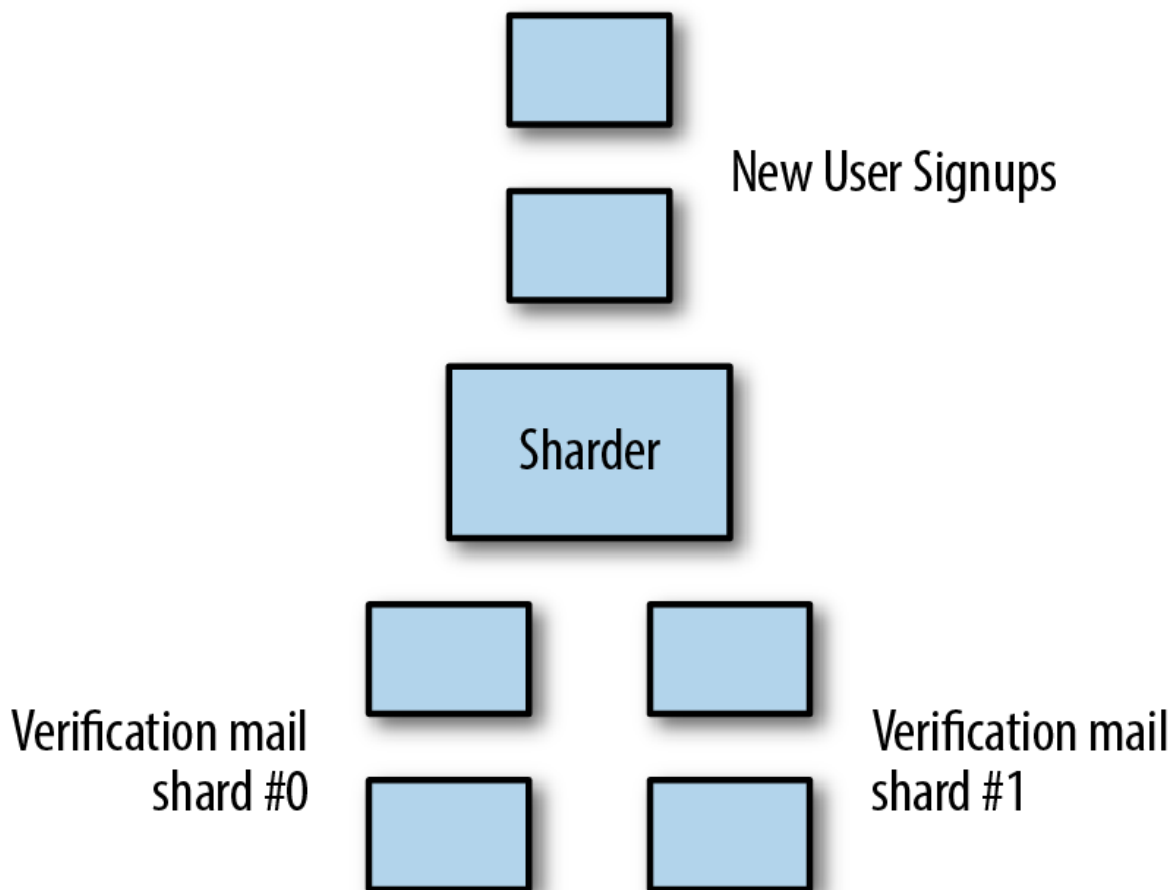 New User Signups
Sharder
Verification mail
shard #0
Verification mail
shard #1